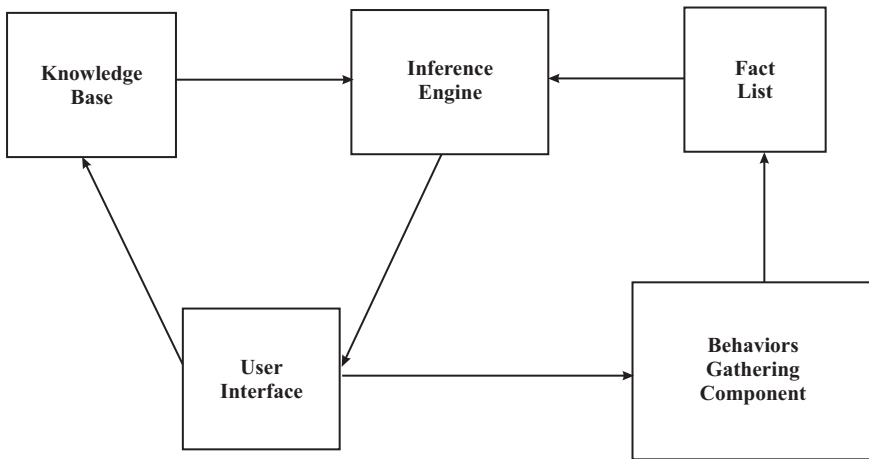 Knowledge
Base
Inference
Engine
Fact
List
User
Interface
Behaviors
Gathering
Component